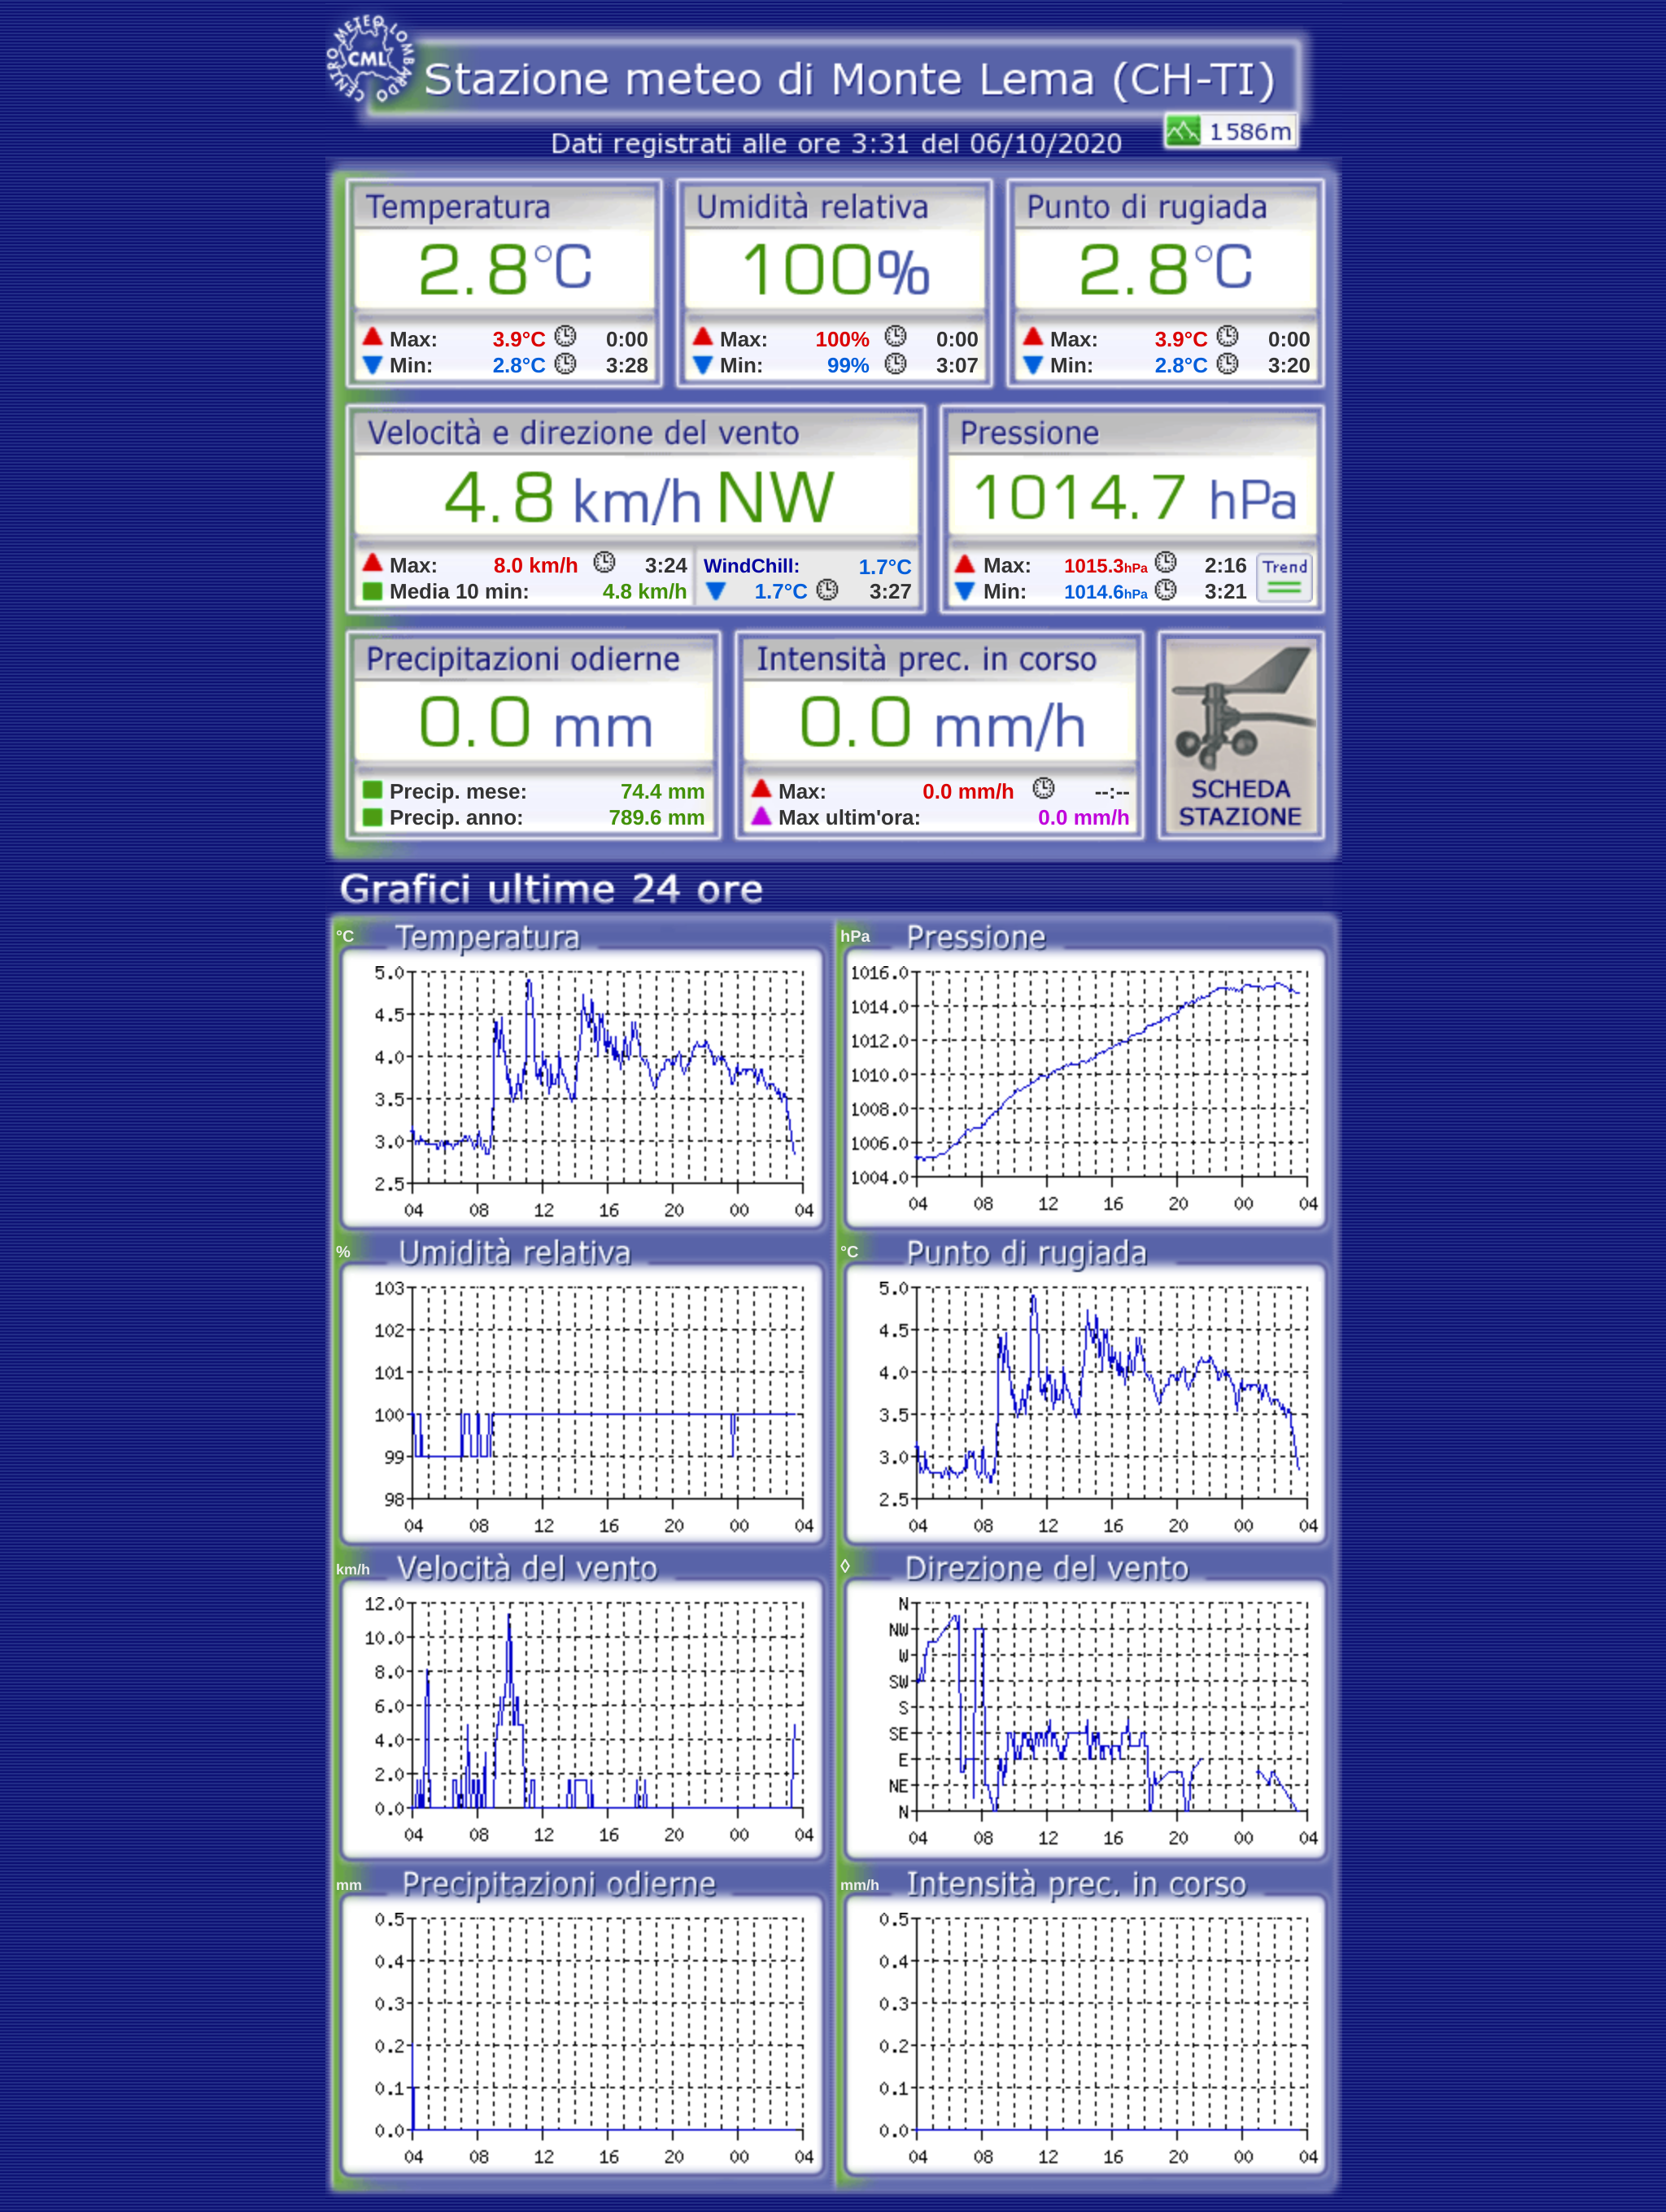 CENTRO METEO LOMBARDO
CML
Stazione meteo di Monte Lema (CH-TI)
1586m
Dati registrati alle ore 3:31 del 06/10/2020
Temperatura Umidità relativa Punto di rugiada
2.8°C 100% 2.8°C
Max: 3.9°C 0:00 Max: 100% 0:00 Max: 3.9°C 0:00
Min: 2.8°C 3:28 Min: 99% 3:07 Min: 2.8°C 3:20
Velocità e direzione del vento Pressione
4.8 km/h NW 1014.7 hPa
Max: 8.0 km/h 3:24 WindChill: 1.7°C Max: 1015.3hPa 2:16 Trend
Media 10 min: 4.8 km/h 1.7°C 3:27 Min: 1014.6hPa 3:21
Precipitazioni odierne Intensità prec. in corso
0.0 mm 0.0 mm/h
Precip. mese: 74.4 mm Max: 0.0 mm/h --:-- SCHEDA
Precip. anno: 789.6 mm Max ultim'ora: 0.0 mm/h STAZIONE
Grafici ultime 24 ore
°C Temperatura
5.0
4.5
4.0
3.5
3.0
2.5
04 08 12 16 20 00 04
hPa Pressione
1016.0
1014.0
1012.0
1010.0
1008.0
1006.0
1004.0
04 08 12 16 20 00 04
% Umidità relativa
103
102
101
100
99
98
04 08 12 16 20 00 04
°C Punto di rugiada
5.0
4.5
4.0
3.5
3.0
2.5
04 08 12 16 20 00 04
km/h Velocità del vento
12.0
10.0
8.0
6.0
4.0
2.0
0.0
04 08 12 16 20 00 04
◊ Direzione del vento
N
NW
W
SW
S
SE
E
NE
N
04 08 12 16 20 00 04
mm Precipitazioni odierne
0.5
0.4
0.3
0.2
0.1
0.0
04 08 12 16 20 00 04
mm/h Intensità prec. in corso
0.5
0.4
0.3
0.2
0.1
0.0
04 08 12 16 20 00 04